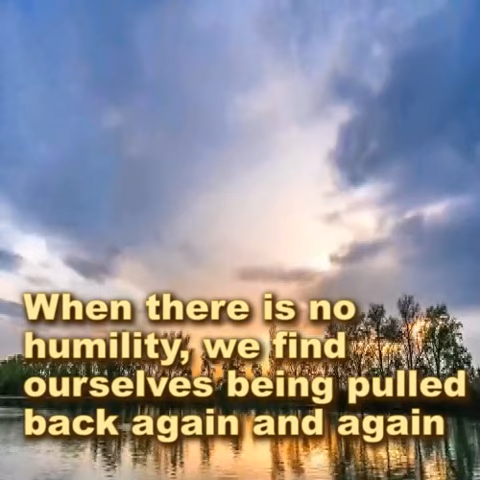 When there is no
humility, we find
ourselves being pulled
back again and again